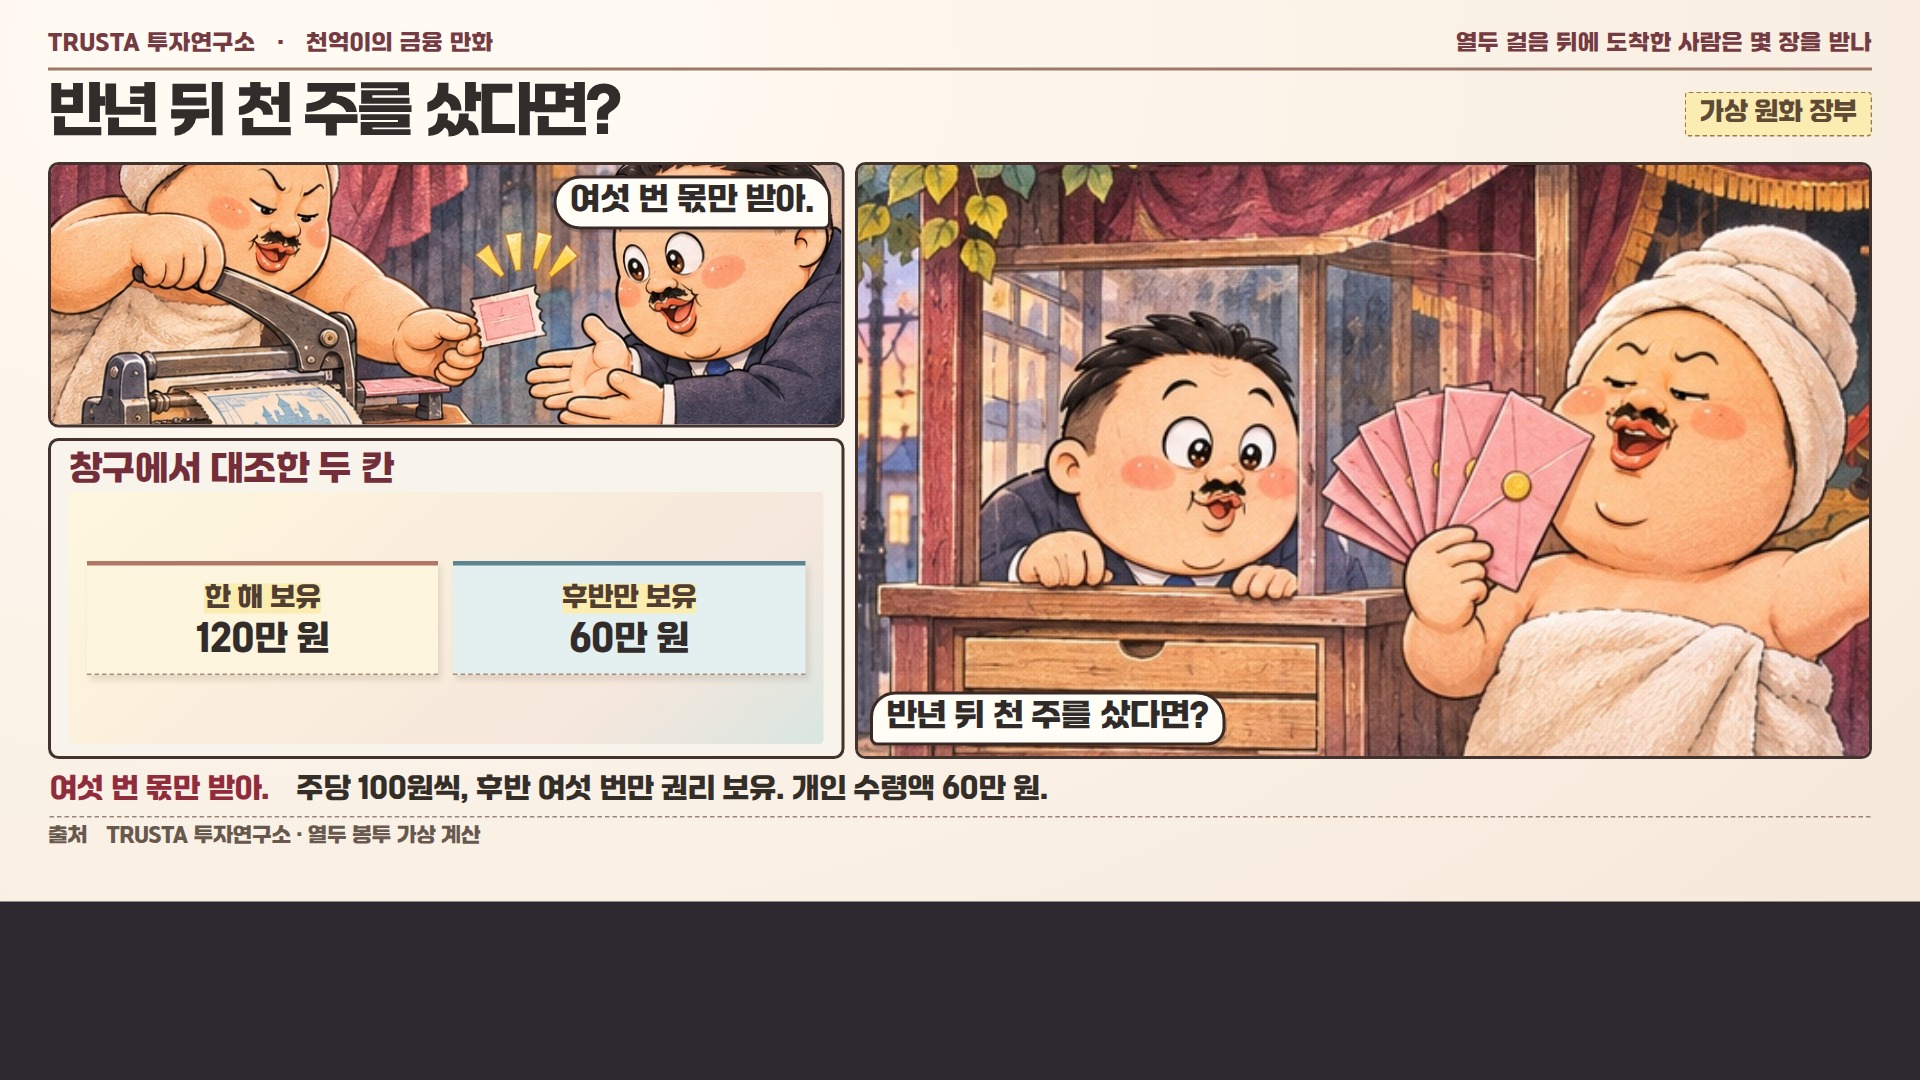 TRUSTA 투자연구소 · 천억이의 금융 만화
열두 걸음 뒤에 도착한 사람은 몇 장을 받나
반년 뒤 천 주를 샀다면?
가상 원화 장부
여섯 번 몫만 받아.
창구에서 대조한 두 칸
한 해 보유
120만 원
후반만 보유
60만 원
반년 뒤 천 주를 샀다면?
여섯 번 몫만 받아. 주당 100원씩, 후반 여섯 번만 권리 보유. 개인 수령액 60만 원.
출처 TRUSTA 투자연구소 · 열두 봉투 가상 계산